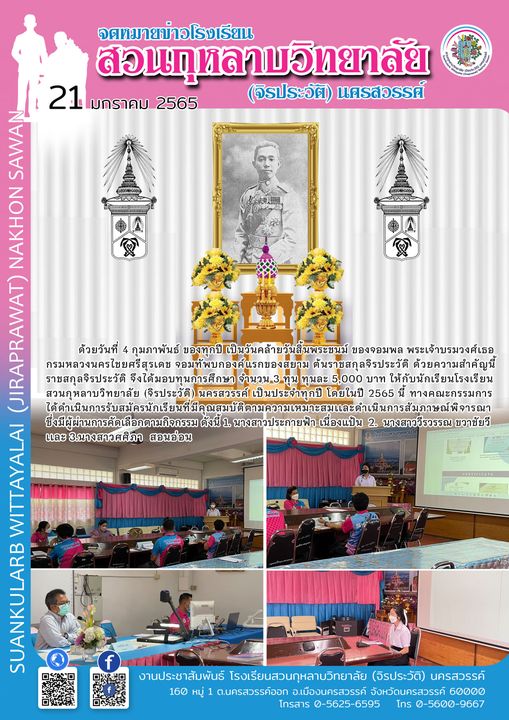 จดหมายข่าวโรงเรียน
สวนกุหลาบวิทยาลัย
(จิรประวัติ) นครสวรรค์
21 มกราคม 2565
SUANKULARB WITTAYALAI (JIRAPRAWAT) NAKHON SAWAN
ด้วยวันที่ 4 กุมภาพันธ์ ของทุกปี เป็นวันคล้ายวันสิ้นพระชนม์ ของจอมพล พระเจ้าบรมวงศ์เธอ
กรมหลวงนครไชยศรีสุรเดช จอมทัพบกองค์แรกของสยาม ต้นราชสกุลจิรประวัติ ด้วยความสำคัญนี้
ราชสกุลจิรประวัติ จึงได้มอบทุนการศึกษา จำนวน 3 ทุน ทุนละ 5,000 บาท ให้กับนักเรียนโรงเรียน
สวนกุหลาบวิทยาลัย (จิรประวัติ) นครสวรรค์ เป็นประจำทุกปี โดยในปี 2565 นี้ ทางคณะกรรมการ
ได้ดำเนินการรับสมัครนักเรียนที่มีคุณสมบัติตามความเหมาะสมและดำเนินการสัมภาษณ์พิจารณา
ซึ่งมีผู้ผ่านการคัดเลือกตามกิจกรรม ดังนี้ 1. นางสาวประกายฟ้า เนื่องแป้น 2. นางสาววีรวรรณ ขวาชัยวี
และ 3.นางสาวศศิภา สอนอ่อน
งานประชาสัมพันธ์ โรงเรียนสวนกุหลาบวิทยาลัย (จิรประวัติ) นครสวรรค์
160 หมู่ 1 ต.นครสวรรค์ออก อ.เมืองนครสวรรค์ จังหวัดนครสวรรค์ 60000
โทรสาร 0-5625-6595 โทร 0-5600-9667